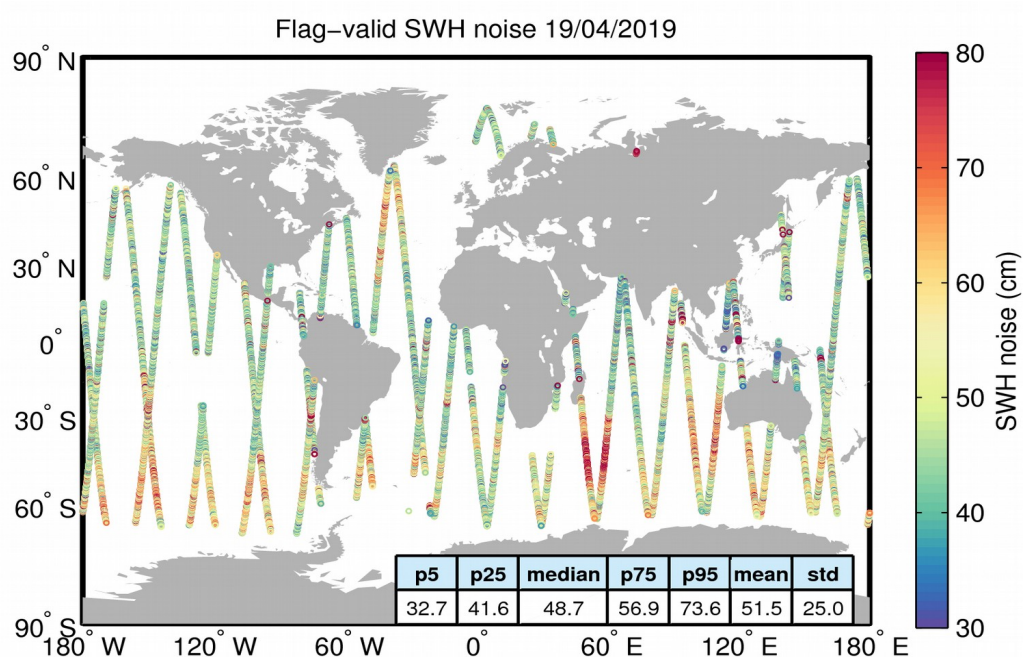 Flag−valid SWH noise 19/04/2019
90° N
60° N
30° N
0°
30° S
60° S
90° S
180° W
120° W
60° W
0°
60° E
120° E
180° E
80
70
60
50
40
30
SWH noise (cm)
p5 p25 median p75 p95 mean std
32.7 41.6 48.7 56.9 73.6 51.5 25.0